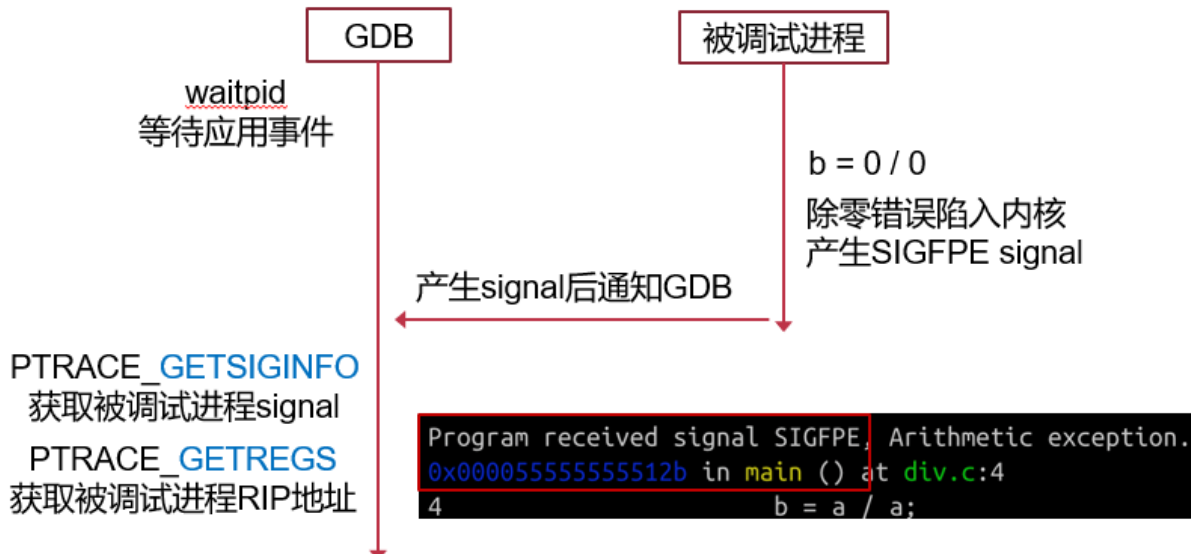 GDB
被调试进程
waitpid
等待应用事件
b = 0 / 0
除零错误陷入内核
产生SIGFPE signal
产生signal后通知GDB
PTRACE_GETSIGINFO
获取被调试进程signal
PTRACE_GETREGS
获取被调试进程RIP地址
Program received signal SIGFPE, Arithmetic exception.
0x000055555555512b in main () at div.c:4
4 b = a / a;